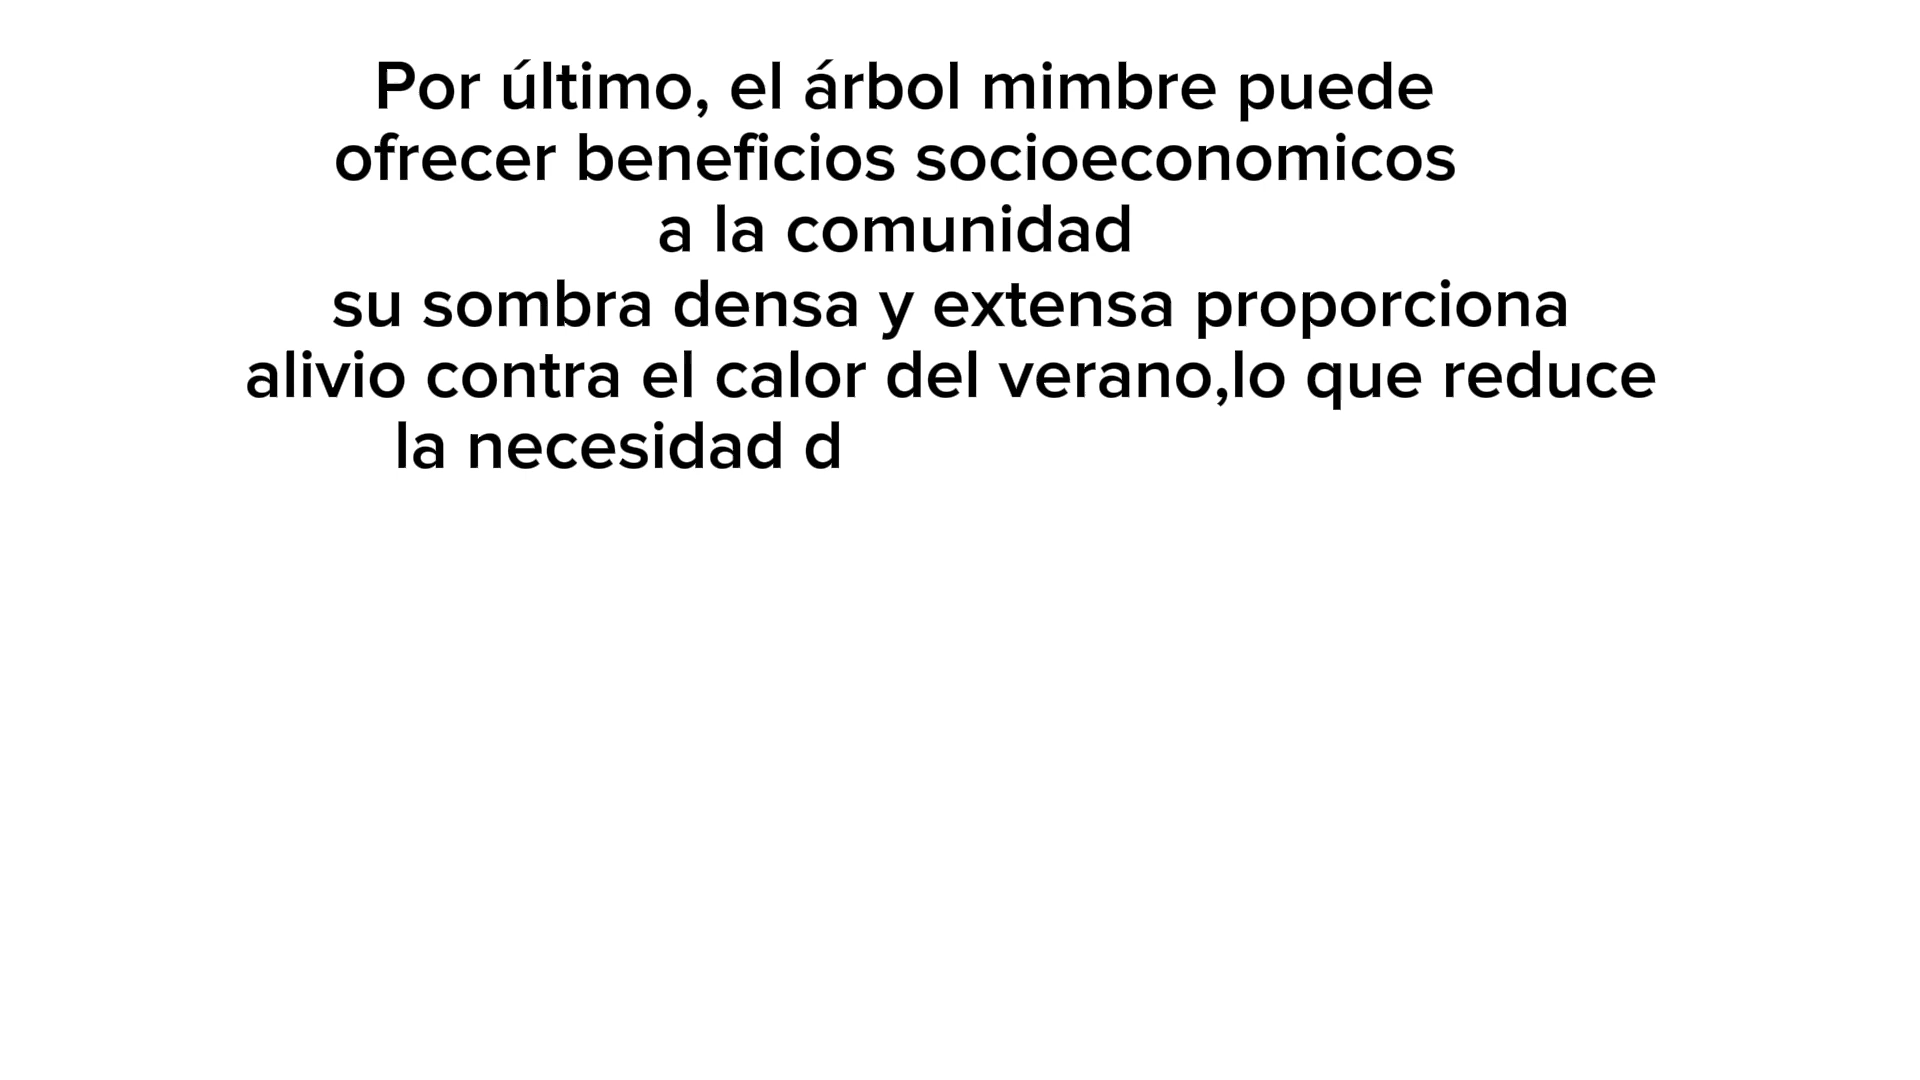 Por último, el árbol mimbre puede
ofrecer beneficios socioeconomicos
a la comunidad
su sombra densa y extensa proporciona
alivio contra el calor del verano,lo que reduce
la necesidad d